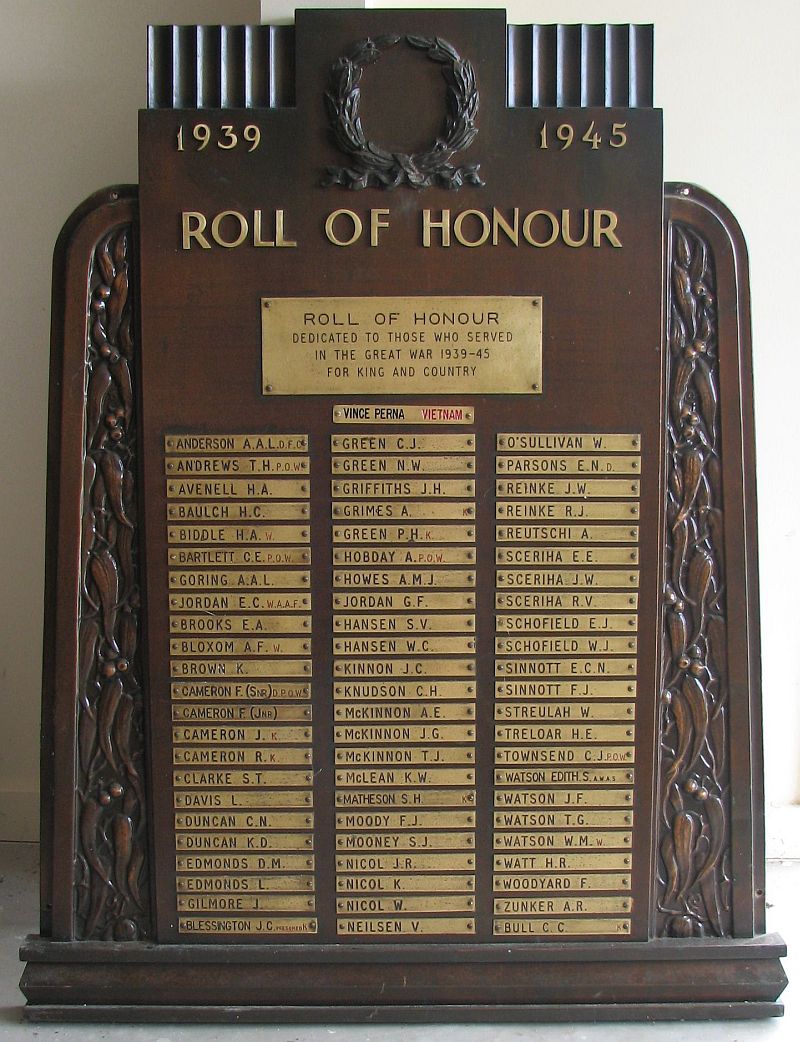 1939 1945
ROLL OF HONOUR
ROLL OF HONOUR
DEDICATED TO THOSE WHO SERVED
IN THE GREAT WAR 1939-45
FOR KING AND COUNTRY
VINCE PERNA VIETNAM
ANDERSON A.A.L. D.F.C
ANDREWS T.H. P.O.W
AVENELL H.A.
BAULCH H.C.
BIDDLE H.A. W.
BARTLETT C.E. P.O.W.
GORING A.A.L.
JORDAN E.C. W.A.A.F.
BROOKS E.A.
BLOXOM A.F. W.
BROWN K.
CAMERON F. (SNR) D.P.O.W.
CAMERON F. (JNR)
CAMERON J. K
CAMERON R. K.
CLARKE S.T.
DAVIS L.
DUNCAN C.N.
DUNCAN K.D.
EDMONDS D.M.
EDMONDS L.
GILMORE J.
BLESSINGTON J.C. PRESUMED K
GREEN C.J.
GREEN N.W.
GRIFFITHS J.H.
GRIMES A. K
GREEN P.H. K.
HOBDAY A. P.O.W.
HOWES A.M.J.
JORDAN G.F.
HANSEN S.V.
HANSEN W.C.
KINNON J.C.
KNUDSON C.H.
MCKINNON A.E.
MCKINNON J.G.
MCKINNON T.J.
MCLEAN K.W.
MATHESON S.H. K
MOODY F.J.
MOONEY S.J.
NICOL J.R.
NICOL K.
NICOL W.
NEILSEN V.
O'SULLIVAN W.
PARSONS E.N. D.
REINKE J.W.
REINKE R.J.
REUTSCHI A.
SCERIHA E.E.
SCERIHA J.W.
SCERIHA R.V.
SCHOFIELD E.J.
SCHOFIELD W.J.
SINNOTT E.C.N.
SINNOTT F.J.
STREULAH W.
TRELOAR H.E.
TOWNSEND C.J. P.O.W.
WATSON EDITH.S. A.W.A.S
WATSON J.F.
WATSON T.G.
WATSON W.M. W.
WATT H.R.
WOODYARD F.
ZUNKER A.R.
BULL C.C. K